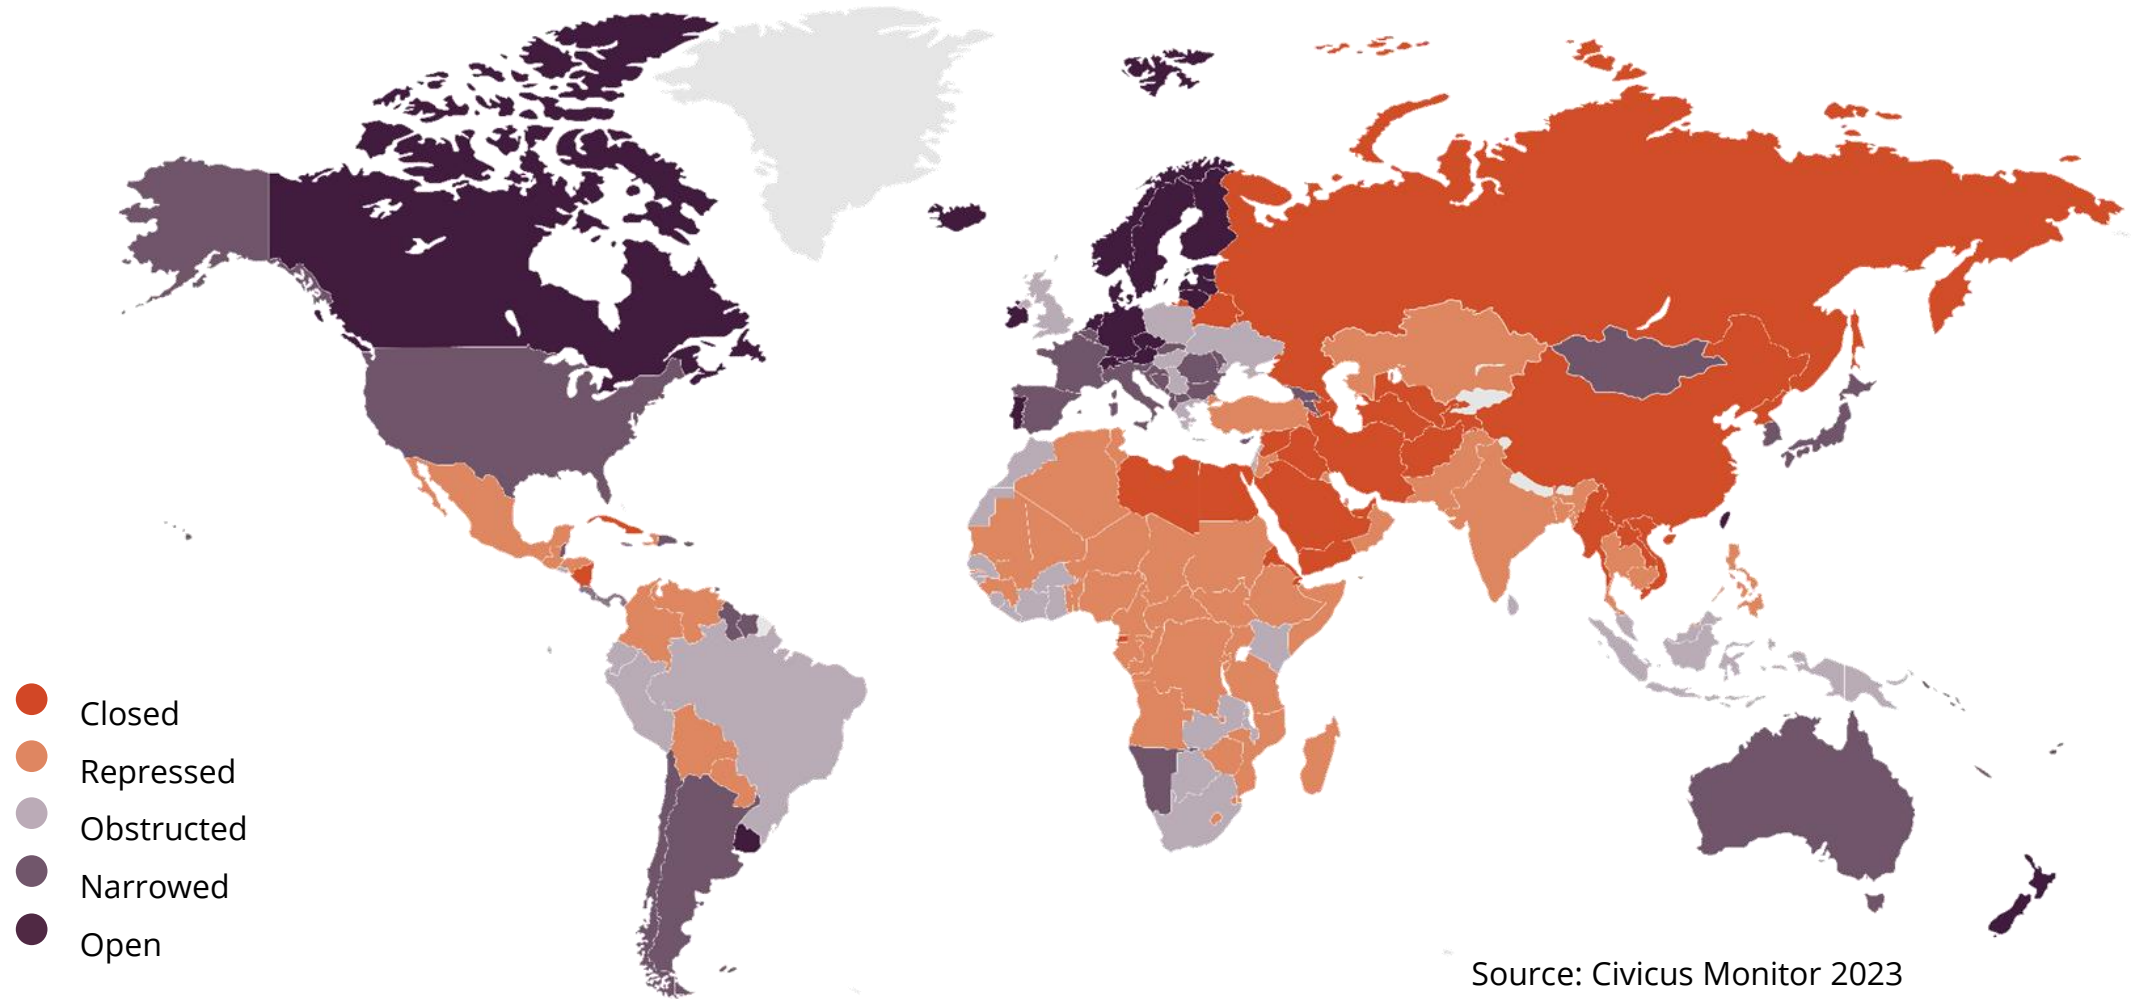 Closed
Repressed
Obstructed
Narrowed
Open
Source: Civicus Monitor 2023